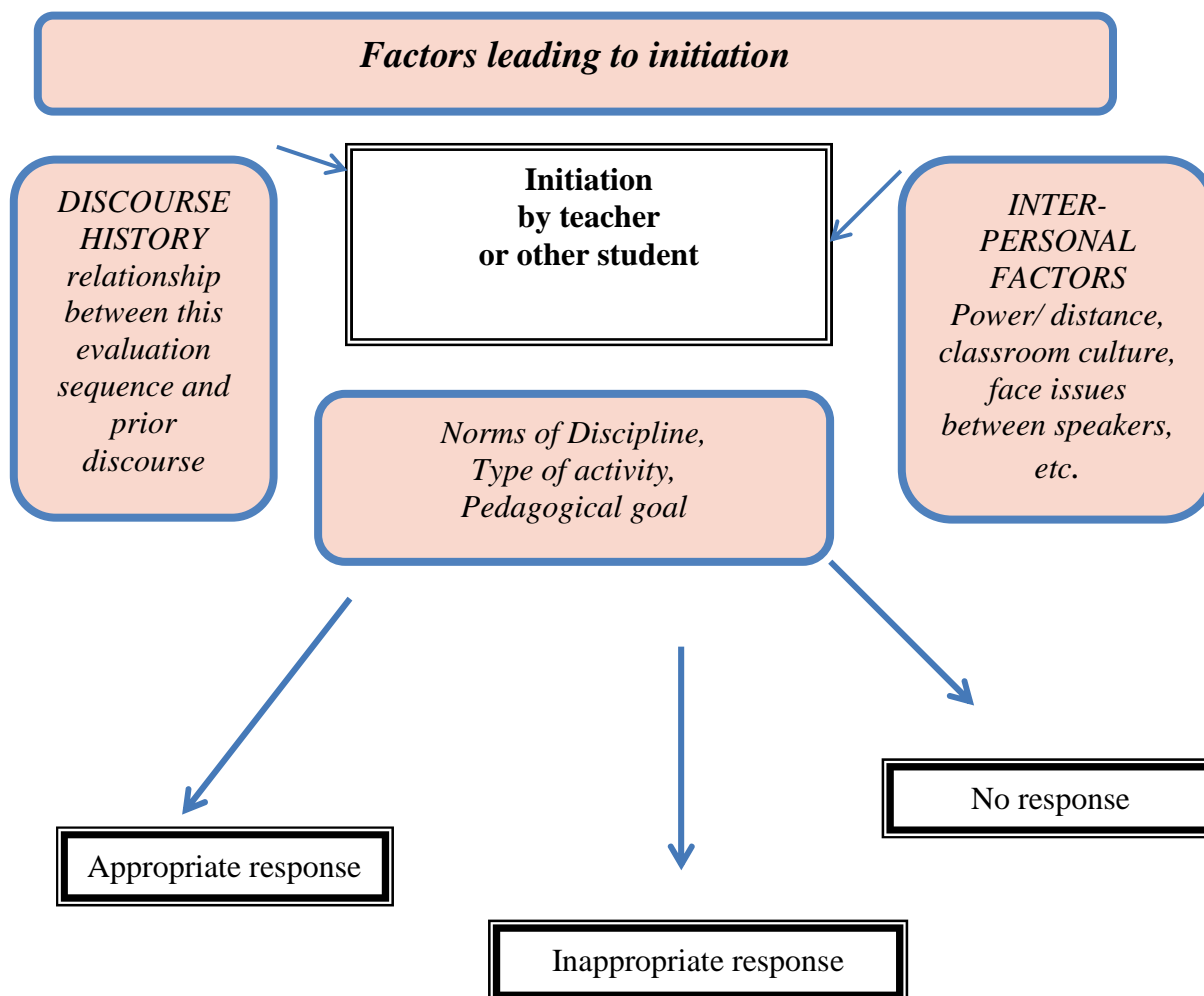 Factors leading to initiation
DISCOURSE
HISTORY
relationship
between this
evaluation
sequence and
prior
discourse
Initiation
by teacher
or other student
INTER-
PERSONAL
FACTORS
Power/ distance,
classroom culture,
face issues
between speakers,
etc.
Norms of Discipline,
Type of activity,
Pedagogical goal
No response
Appropriate response
Inappropriate response